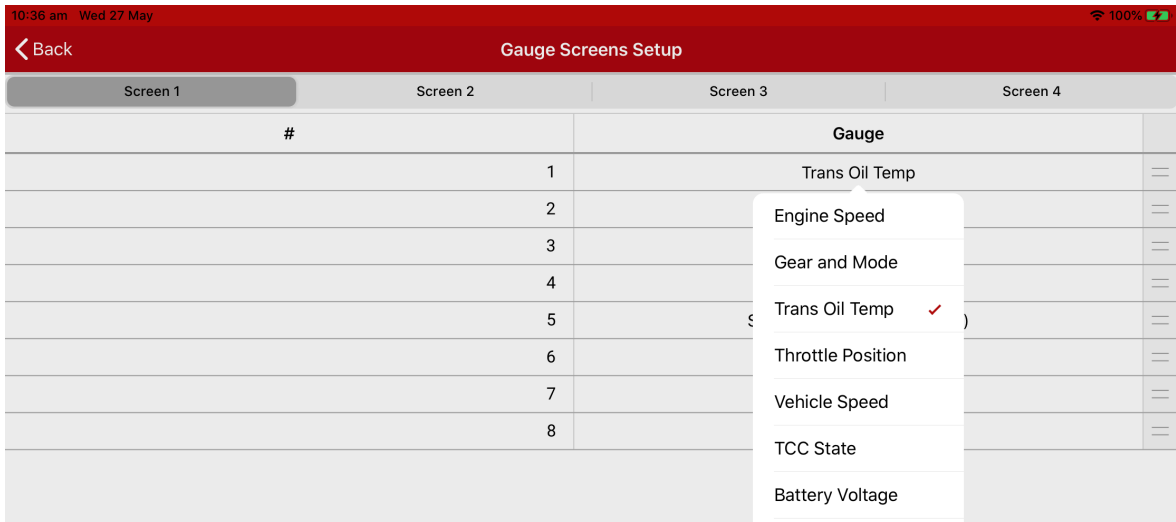 10:36 am Wed 27 May 100%
Back Gauge Screens Setup
Screen 1 Screen 2 Screen 3 Screen 4
# Gauge
1 Trans Oil Temp
2
3
4
5 S )
6
7
8
Engine Speed
Gear and Mode
Trans Oil Temp
Throttle Position
Vehicle Speed
TCC State
Battery Voltage